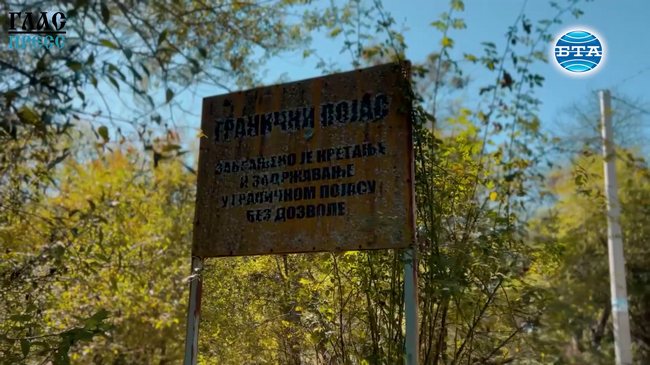 ГЛАС
ПРЕСС
БТА
ГРАНИЧНИ ПОЈАС
ЗАБРАЊЕНО ЈЕ КРЕТАЊЕ
И ЗАДРЖАВАЊЕ
У ГРАНИЧНОМ ПОЈАСУ
БЕЗ ДОЗВОЛЕ